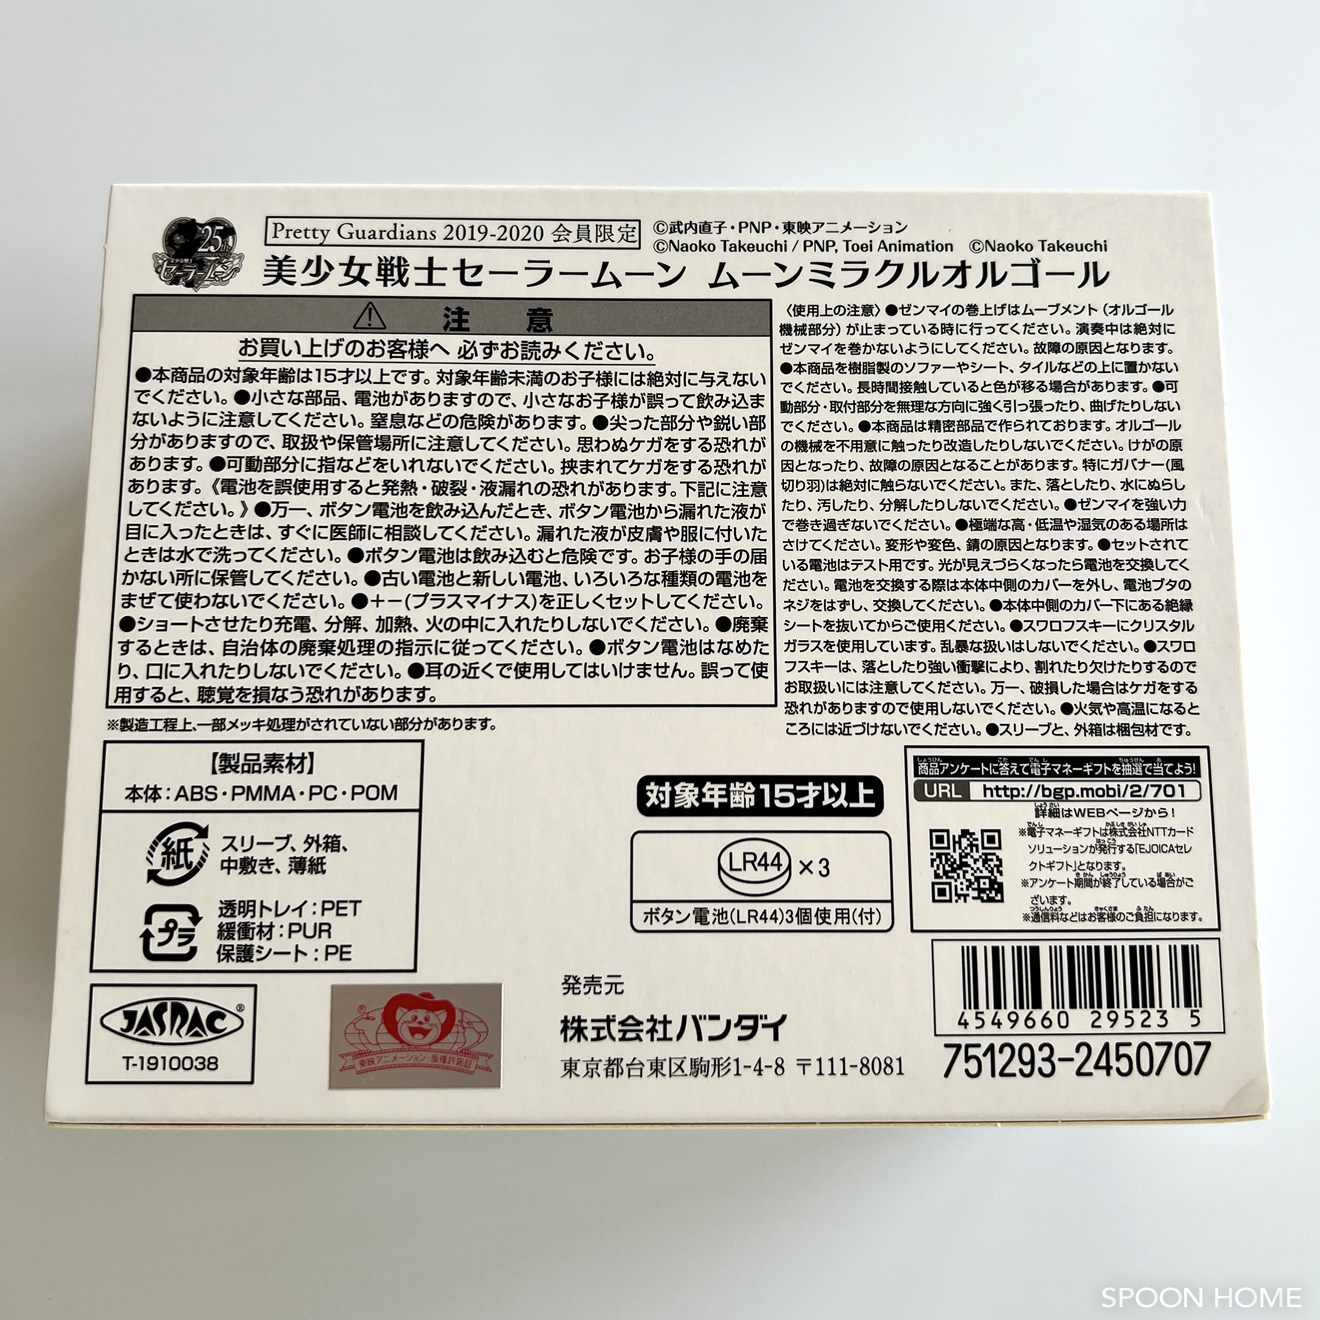 25th
セーラームーン
Pretty Guardians 2019-2020 会員限定
©武内直子・PNP・東映アニメーション
©Naoko Takeuchi / PNP, Toei Animation ©Naoko Takeuchi
美少女戦士セーラームーン ムーンミラクルオルゴール
注 意
お買い上げのお客様へ 必ずお読みください。
●本商品の対象年齢は15才以上です。対象年齢未満のお子様には絶対に与えない
でください。●小さな部品、電池がありますので、小さなお子様が誤って飲み込ま
ないように注意してください。窒息などの危険があります。●尖った部分や鋭い部
分がありますので、取扱や保管場所に注意してください。思わぬケガをする恐れが
あります。●可動部分に指などをいれないでください。挟まれてケガをする恐れが
あります。《電池を誤使用すると発熱・破裂・液漏れの恐れがあります。下記に注意
してください。》●万一、ボタン電池を飲み込んだとき、ボタン電池から漏れた液が
目に入ったときは、すぐに医師に相談してください。漏れた液が皮膚や服に付いた
ときは水で洗ってください。●ボタン電池は飲み込むと危険です。お子様の手の届
かない所に保管してください。●古い電池と新しい電池、いろいろな種類の電池を
まぜて使わないでください。●+−(プラスマイナス)を正しくセットしてください。
●ショートさせたり充電、分解、加熱、火の中に入れたりしないでください。●廃棄
するときは、自治体の廃棄処理の指示に従ってください。●ボタン電池はなめた
り、口に入れたりしないでください。●耳の近くで使用してはいけません。誤って使
用すると、聴覚を損なう恐れがあります。
※製造工程上、一部メッキ処理がされていない部分があります。
〈使用上の注意〉●ゼンマイの巻上げはムーブメント(オルゴール
機械部分)が止まっている時に行ってください。演奏中は絶対に
ゼンマイを巻かないようにしてください。故障の原因となります。
●本商品を樹脂製のソファーやシート、タイルなどの上に置かない
でください。長時間接触していると色が移る場合があります。●可
動部分・取付部分を無理な方向に強く引っ張ったり、曲げたりしない
でください。●本商品は精密部品で作られております。オルゴール
の機械を不用意に触ったり改造したりしないでください。けがの原
因となったり、故障の原因となることがあります。特にガバナー(風
切り羽)は絶対に触らないでください。また、落としたり、水にぬらし
たり、汚したり、分解したりしないでください。●ゼンマイを強い力
で巻き過ぎないでください。●極端な高・低温や湿気のある場所は
さけてください。変形や変色、錆の原因となります。●セットされて
いる電池はテスト用です。光が見えづらくなったら電池を交換してく
ださい。電池を交換する際は本体中側のカバーを外し、電池ブタの
ネジをはずし、交換してください。●本体中側のカバー下にある絶縁
シートを抜いてからご使用ください。●スワロフスキーにクリスタル
ガラスを使用しています。乱暴な扱いはしないでください。●スワロ
フスキーは、落としたり強い衝撃により、割れたり欠けたりするので
お取扱いには注意してください。万一、破損した場合はケガをする
恐れがありますので使用しないでください。●火気や高温になると
ころには近づけないでください。●スリーブと、外箱は梱包材です。
【製品素材】
本体：ABS・PMMA・PC・POM
紙
スリーブ、外箱、
中敷き、薄紙
プラ
透明トレイ：PET
緩衝材：PUR
保護シート：PE
対象年齢15才以上
LR44 ×3
ボタン電池(LR44)3個使用(付)
商品アンケートに答えて電子マネーギフトを抽選で当てよう!
URL http://bgp.mobi/2/701
詳細はWEBページから!
※電子マネーギフトは株式会社NTTカード
ソリューションが発行する「EJOICAセレ
クトギフト」となります。
※アンケート期間が終了している場合がご
ざいます。
※通信料などはお客様のご負担になります。
JASRAC®
T-1910038
東映アニメーション・版権許諾証
発売元
株式会社バンダイ
東京都台東区駒形1-4-8 〒111-8081
4549660 29523 5
751293-2450707
SPOON HOME